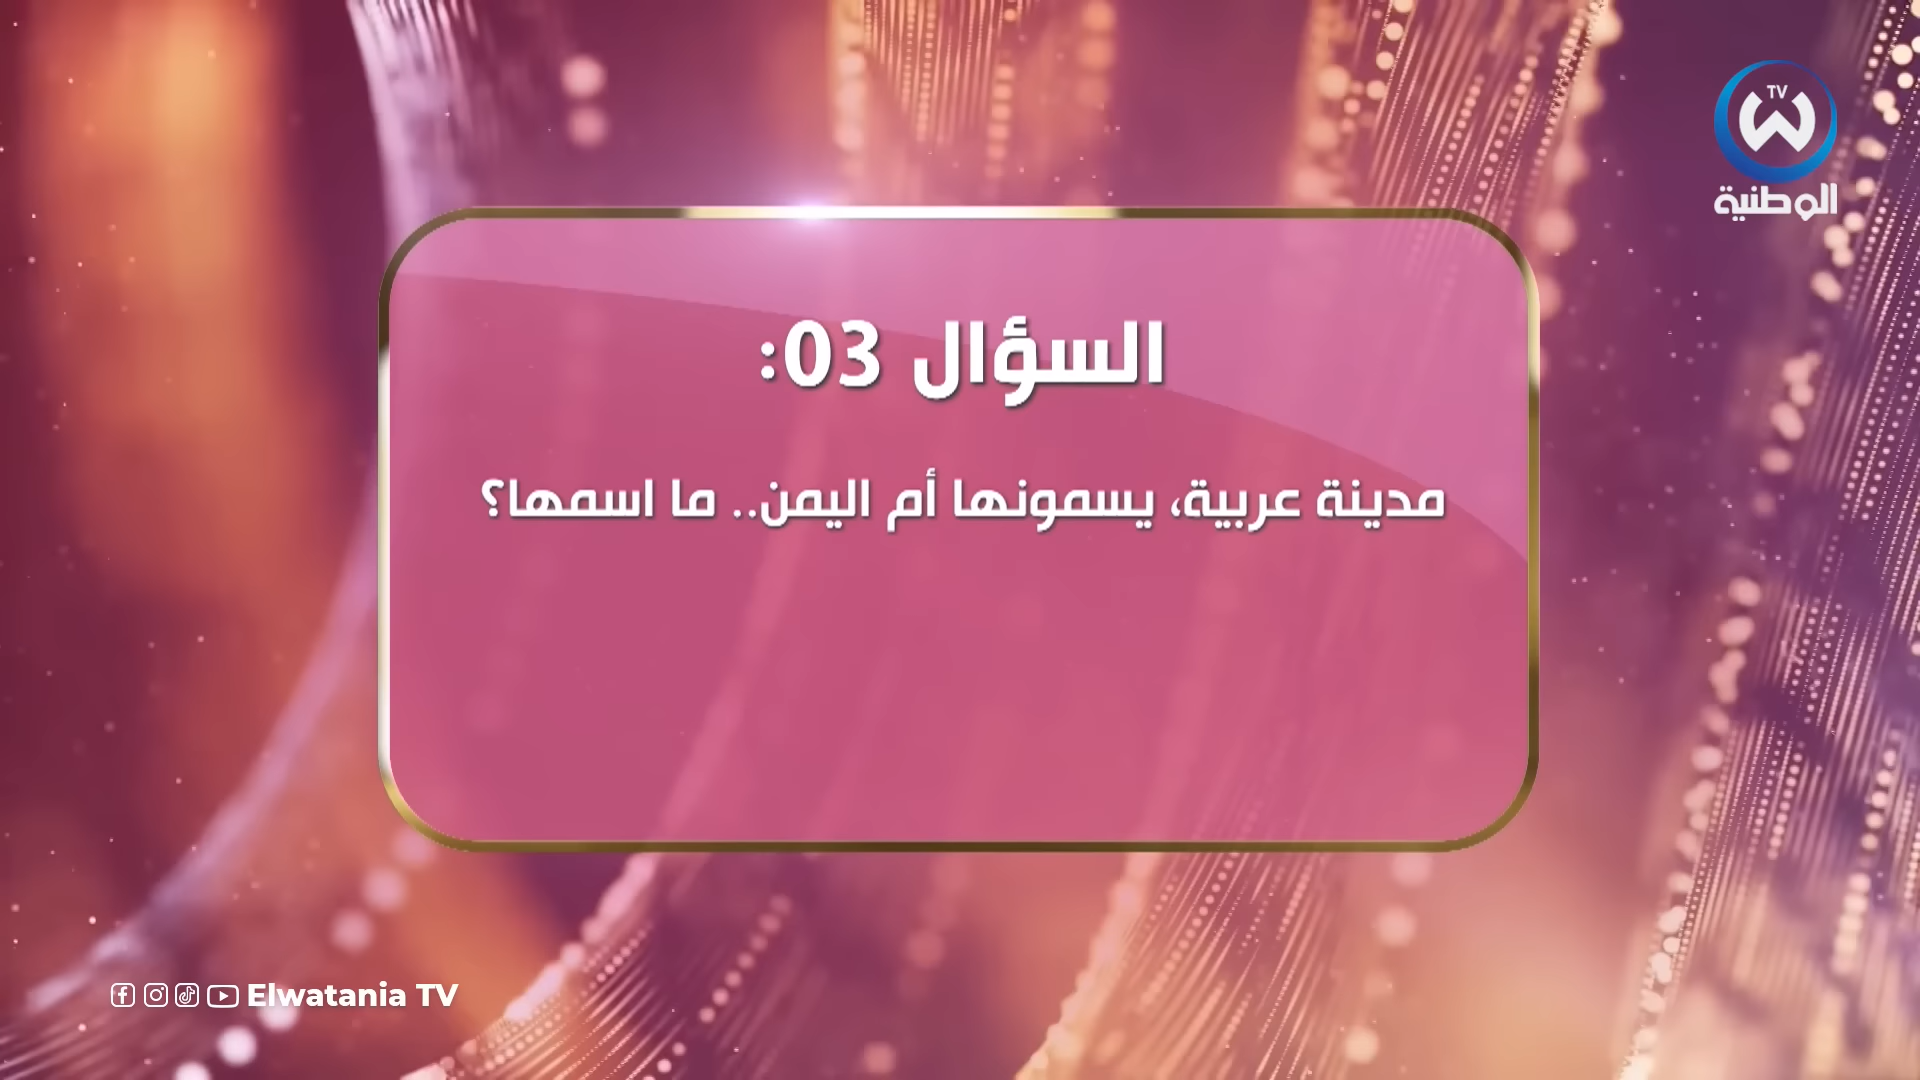 TV
الوطنية
السؤال 03:
مدينة عربية، يسمونها أم اليمن.. ما اسمها؟
Elwatania TV